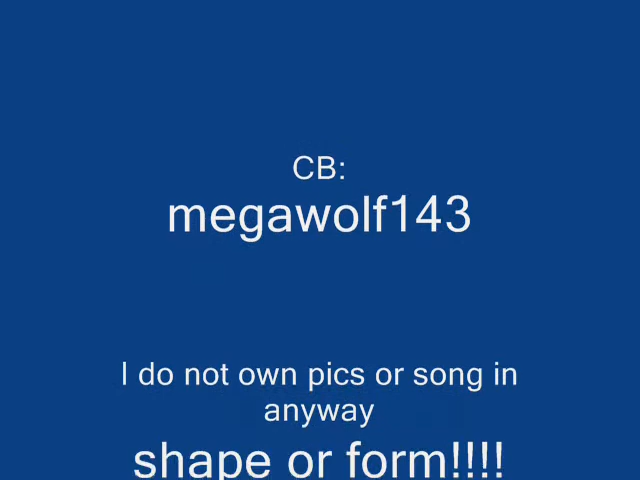 CB:
megawolf143
I do not own pics or song in
anyway
shape or form!!!!